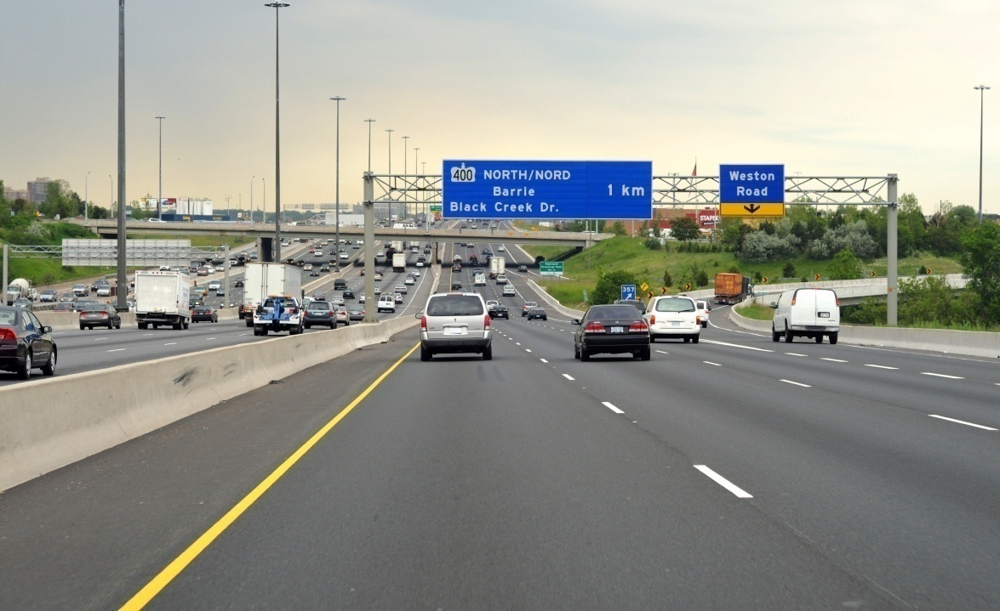 400 NORTH/NORD
Barrie
Black Creek Dr.
1 km
Weston
Road
STAPLES
357